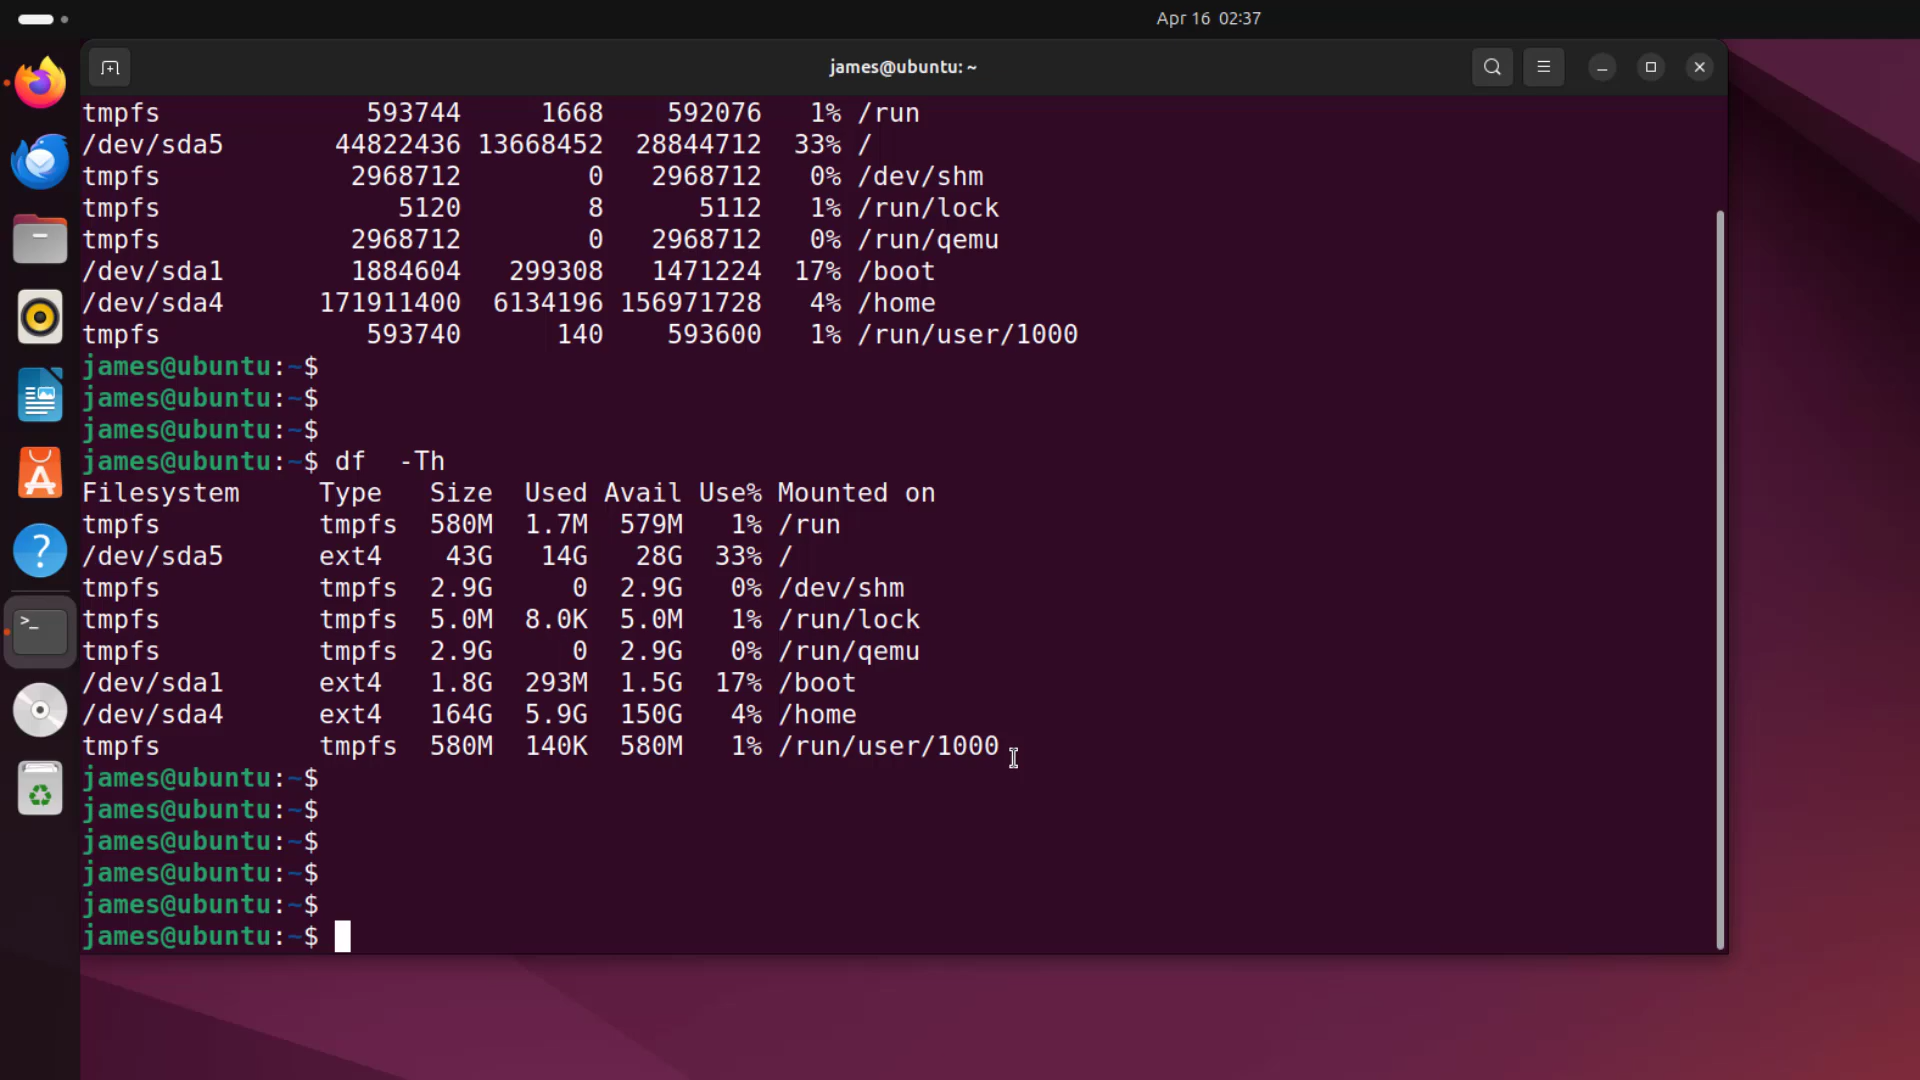 Apr 16 02:37
james@ubuntu: ~
tmpfs 593744 1668 592076 1% /run
/dev/sda5 44822436 13668452 28844712 33% /
tmpfs 2968712 0 2968712 0% /dev/shm
tmpfs 5120 8 5112 1% /run/lock
tmpfs 2968712 0 2968712 0% /run/qemu
/dev/sda1 1884604 299308 1471224 17% /boot
/dev/sda4 171911400 6134196 156971728 4% /home
tmpfs 593740 140 593600 1% /run/user/1000
james@ubuntu:~$
james@ubuntu:~$
james@ubuntu:~$
james@ubuntu:~$ df  -Th
Filesystem Type Size Used Avail Use% Mounted on
tmpfs tmpfs 580M 1.7M 579M 1% /run
/dev/sda5 ext4 43G 14G 28G 33% /
tmpfs tmpfs 2.9G 0 2.9G 0% /dev/shm
tmpfs tmpfs 5.0M 8.0K 5.0M 1% /run/lock
tmpfs tmpfs 2.9G 0 2.9G 0% /run/qemu
/dev/sda1 ext4 1.8G 293M 1.5G 17% /boot
/dev/sda4 ext4 164G 5.9G 150G 4% /home
tmpfs tmpfs 580M 140K 580M 1% /run/user/1000
james@ubuntu:~$
james@ubuntu:~$
james@ubuntu:~$
james@ubuntu:~$
james@ubuntu:~$
james@ubuntu:~$